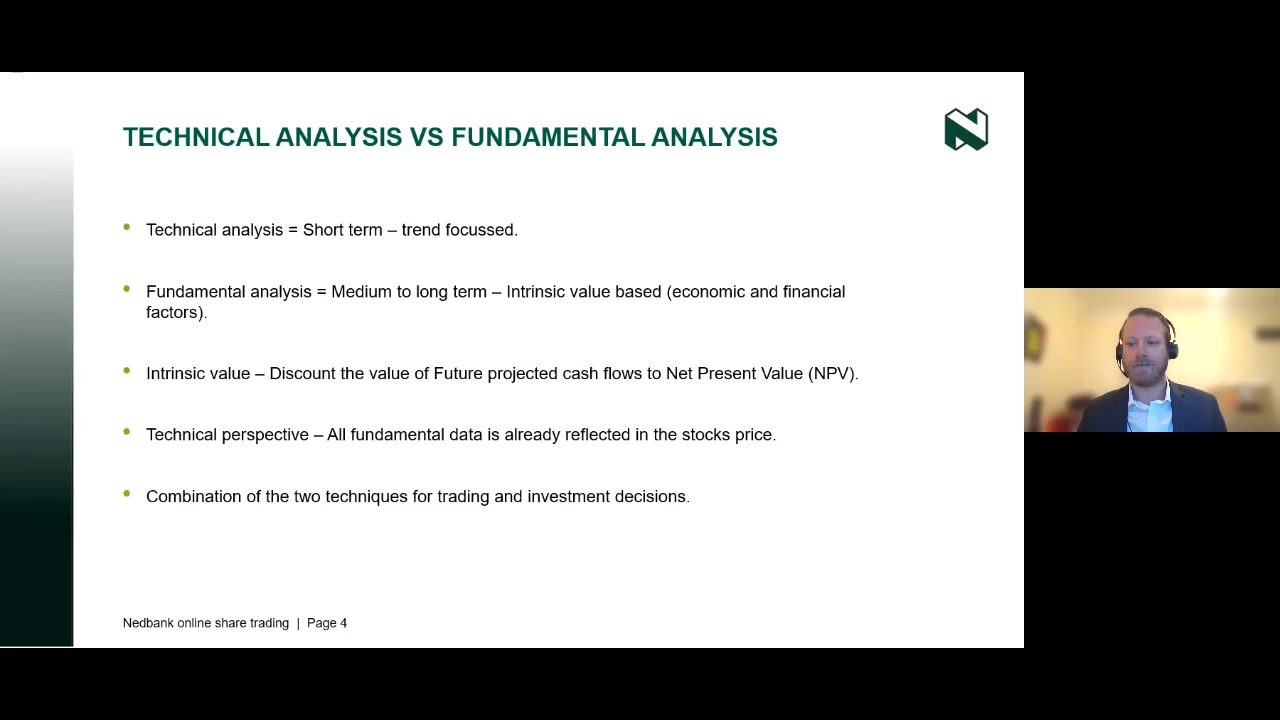 TECHNICAL ANALYSIS VS FUNDAMENTAL ANALYSIS
• Technical analysis = Short term – trend focussed.
• Fundamental analysis = Medium to long term – Intrinsic value based (economic and financial
factors).
• Intrinsic value – Discount the value of Future projected cash flows to Net Present Value (NPV).
• Technical perspective – All fundamental data is already reflected in the stocks price.
• Combination of the two techniques for trading and investment decisions.
Nedbank online share trading | Page 4